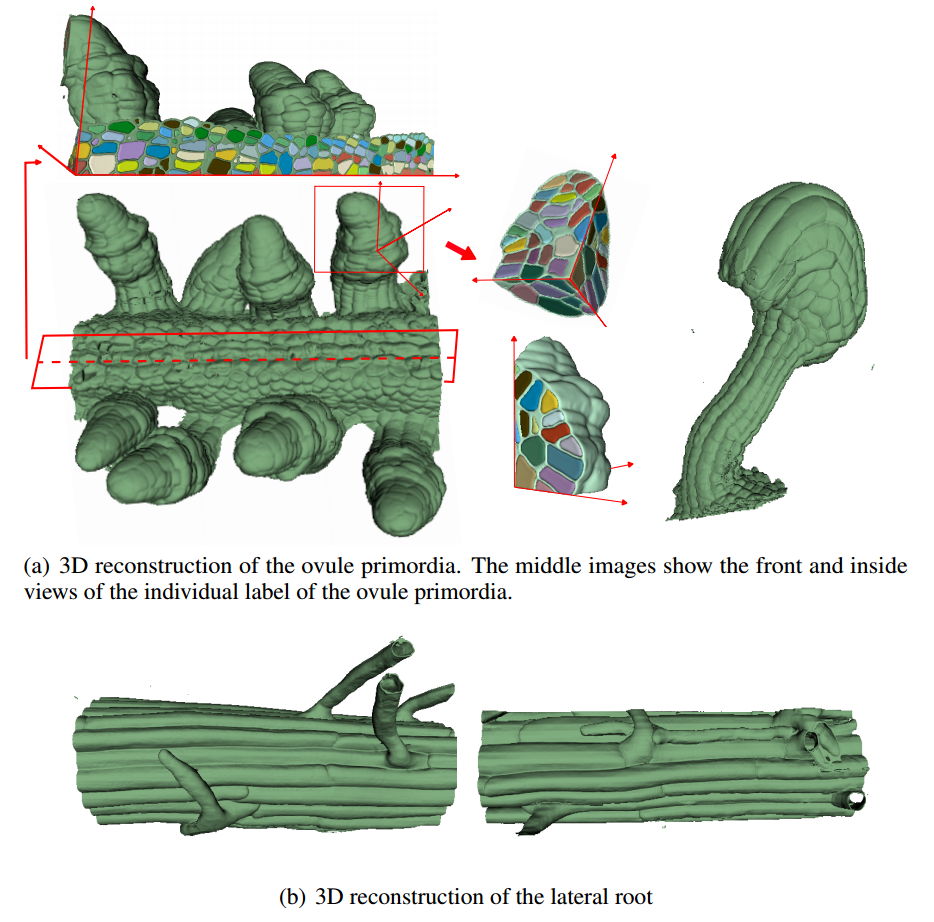 (a) 3D reconstruction of the ovule primordia. The middle images show the front and inside
views of the individual label of the ovule primordia.
(b) 3D reconstruction of the lateral root